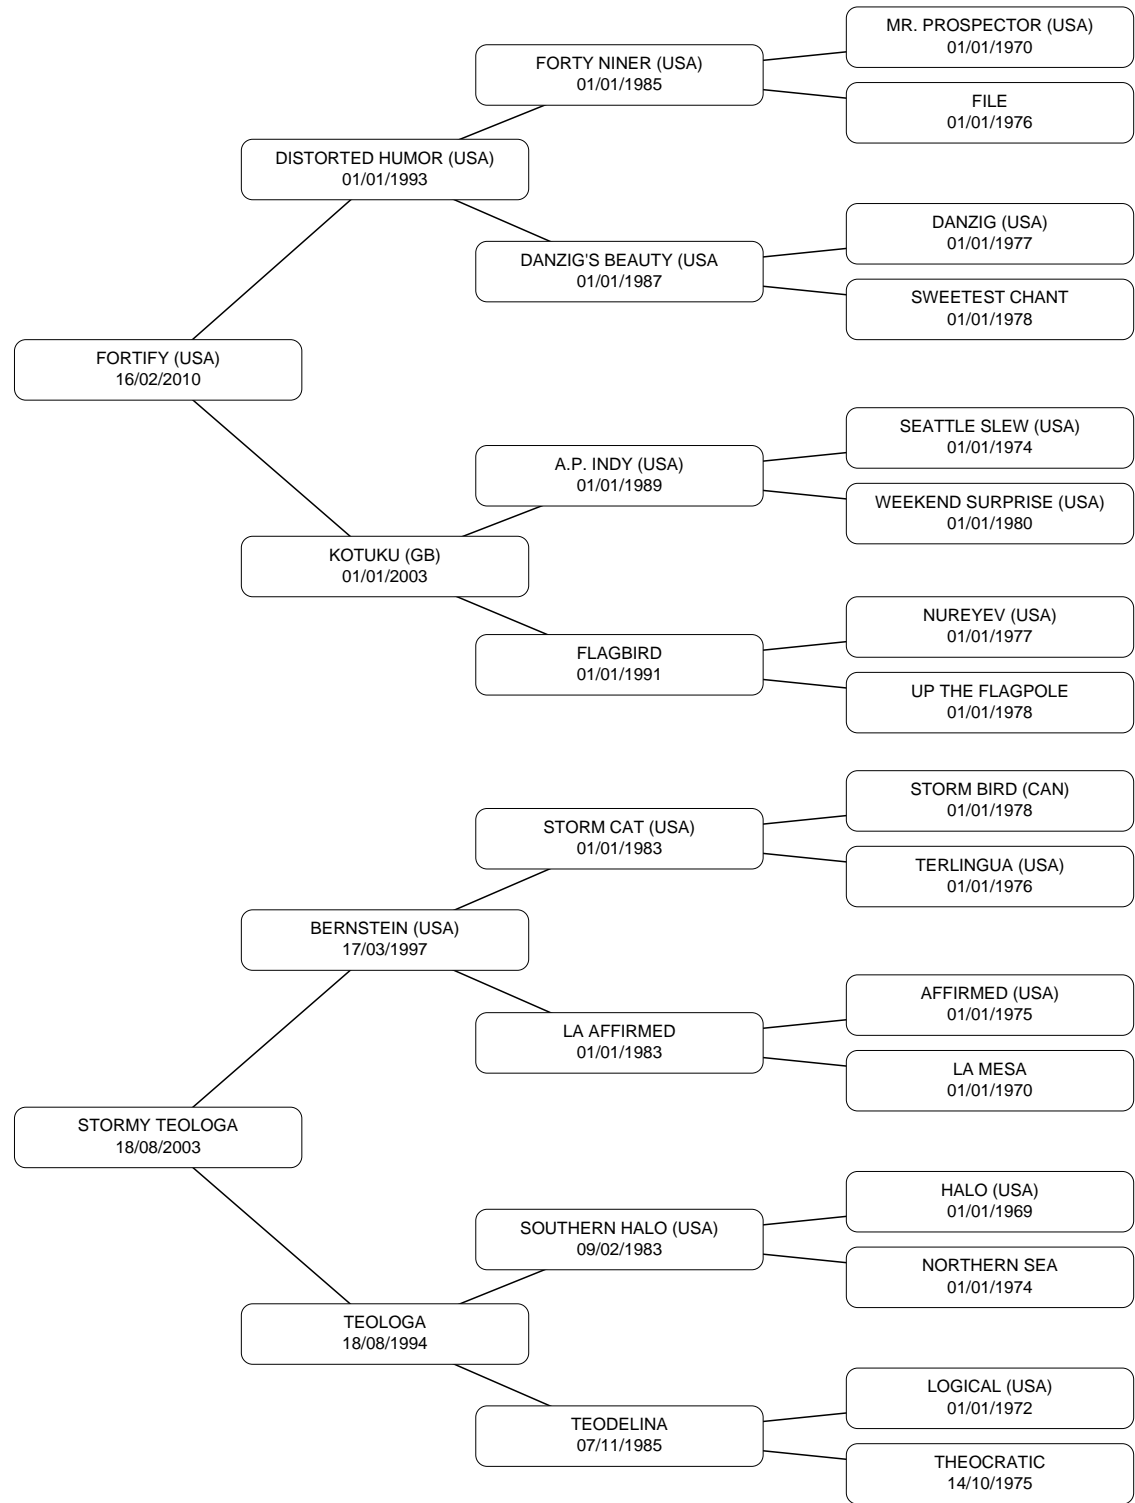 MR. PROSPECTOR (USA)
01/01/1970
FORTY NINER (USA)
01/01/1985
FILE
01/01/1976
DISTORTED HUMOR (USA)
01/01/1993
DANZIG (USA)
01/01/1977
DANZIG'S BEAUTY (USA
01/01/1987
SWEETEST CHANT
01/01/1978
FORTIFY (USA)
16/02/2010
SEATTLE SLEW (USA)
01/01/1974
A.P. INDY (USA)
01/01/1989
WEEKEND SURPRISE (USA)
01/01/1980
KOTUKU (GB)
01/01/2003
NUREYEV (USA)
01/01/1977
FLAGBIRD
01/01/1991
UP THE FLAGPOLE
01/01/1978
STORM BIRD (CAN)
01/01/1978
STORM CAT (USA)
01/01/1983
TERLINGUA (USA)
01/01/1976
BERNSTEIN (USA)
17/03/1997
AFFIRMED (USA)
01/01/1975
LA AFFIRMED
01/01/1983
LA MESA
01/01/1970
STORMY TEOLOGA
18/08/2003
HALO (USA)
01/01/1969
SOUTHERN HALO (USA)
09/02/1983
NORTHERN SEA
01/01/1974
TEOLOGA
18/08/1994
LOGICAL (USA)
01/01/1972
TEODELINA
07/11/1985
THEOCRATIC
14/10/1975